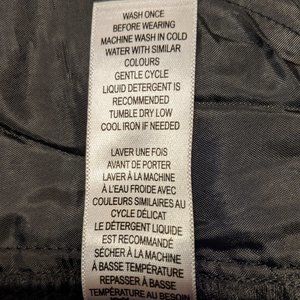 WASH ONCE
BEFORE WEARING
MACHINE WASH IN COLD
WATER WITH SIMILAR
COLOURS
GENTLE CYCLE
LIQUID DETERGENT IS
RECOMMENDED
TUMBLE DRY LOW
COOL IRON IF NEEDED
LAVER UNE FOIS
AVANT DE PORTER
LAVER À LA MACHINE
À L'EAU FROIDE AVEC
COULEURS SIMILAIRES AU
CYCLE DÉLICAT
LE DÉTERGENT LIQUIDE
EST RECOMMANDÉ
SÉCHER À LA MACHINE
À BASSE TEMPÉRATURE
REPASSER À BASSE
TEMPÉRATURE AU BESOIN